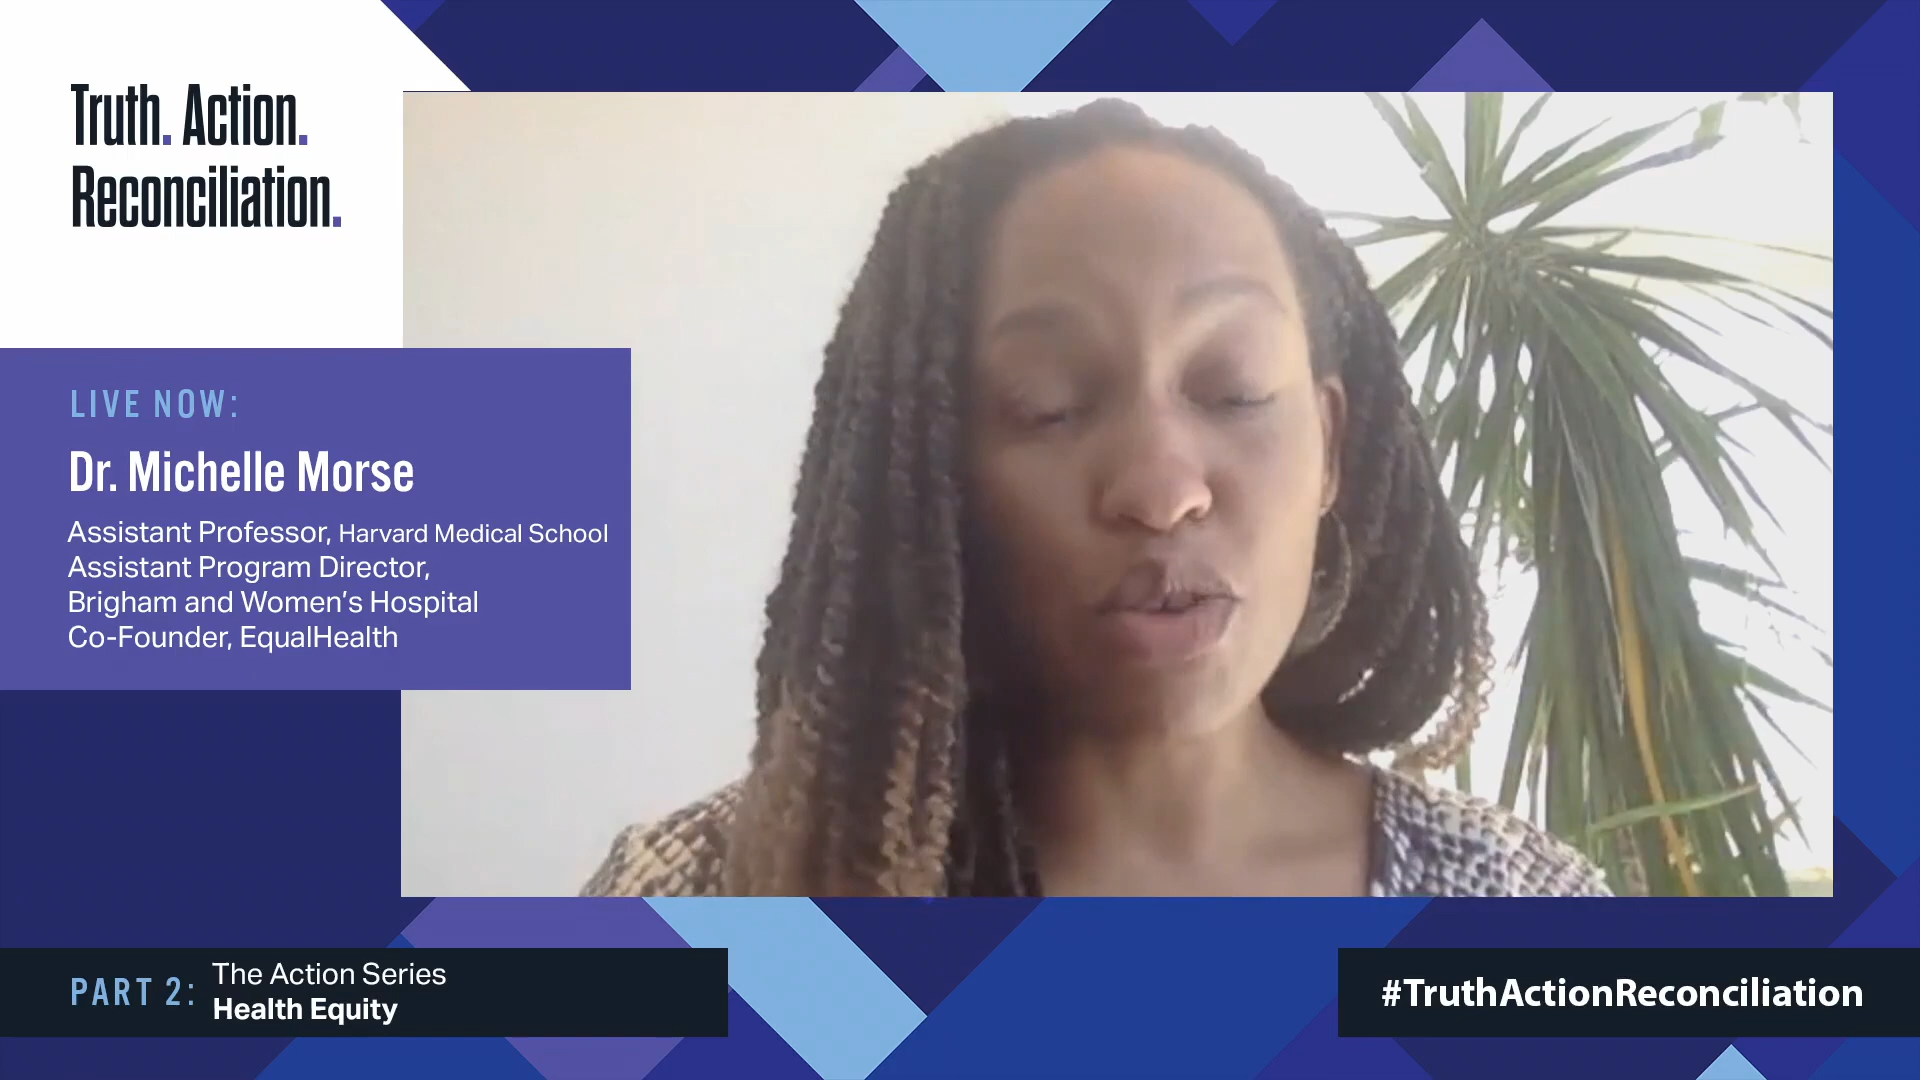 Truth. Action.
Reconciliation.
LIVE NOW:
Dr. Michelle Morse
Assistant Professor, Harvard Medical School
Assistant Program Director,
Brigham and Women's Hospital
Co-Founder, EqualHealth
PART 2:
The Action Series
Health Equity
#TruthActionReconciliation